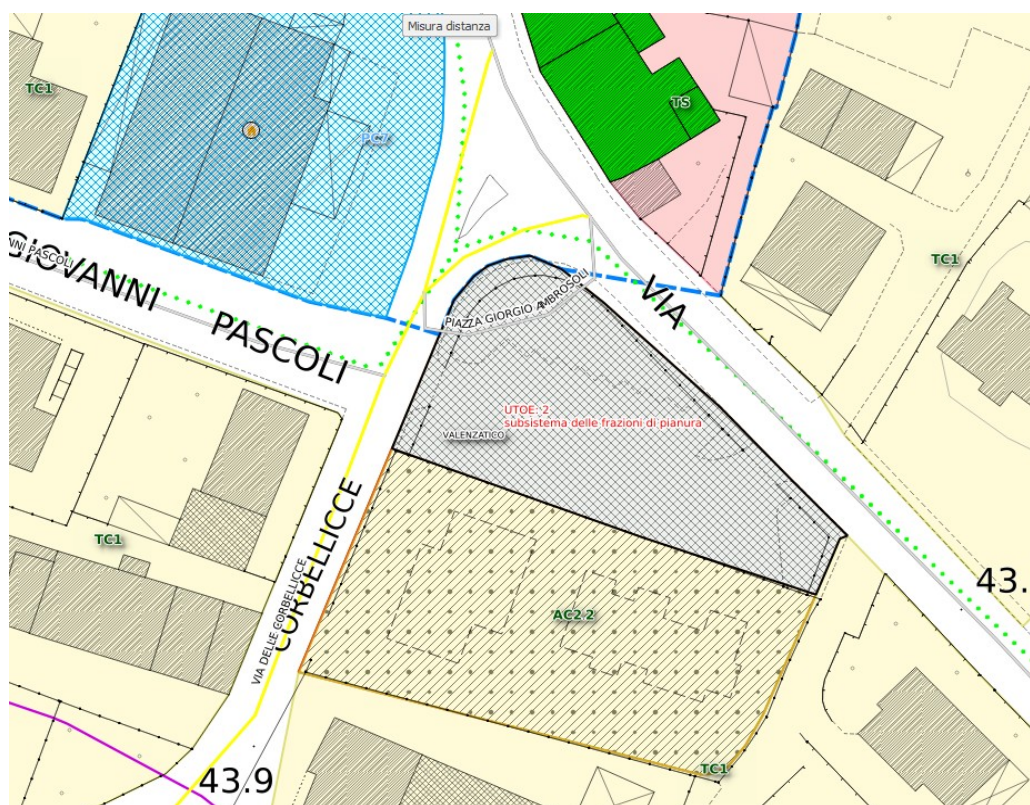 Misura distanza
TC1
PC7
TS
TC1
NNI PASCOLI
GIOVANNI
PASCOLI
VIA
PIAZZA GIORGIO AMBROSOLI
UTOE: 2
subsistema delle frazioni di pianura
VALENZATICO
TC1
CORBELLICCE
VIA DELLE CORBELLICCE
AC2 2
43.
TC1
43.9